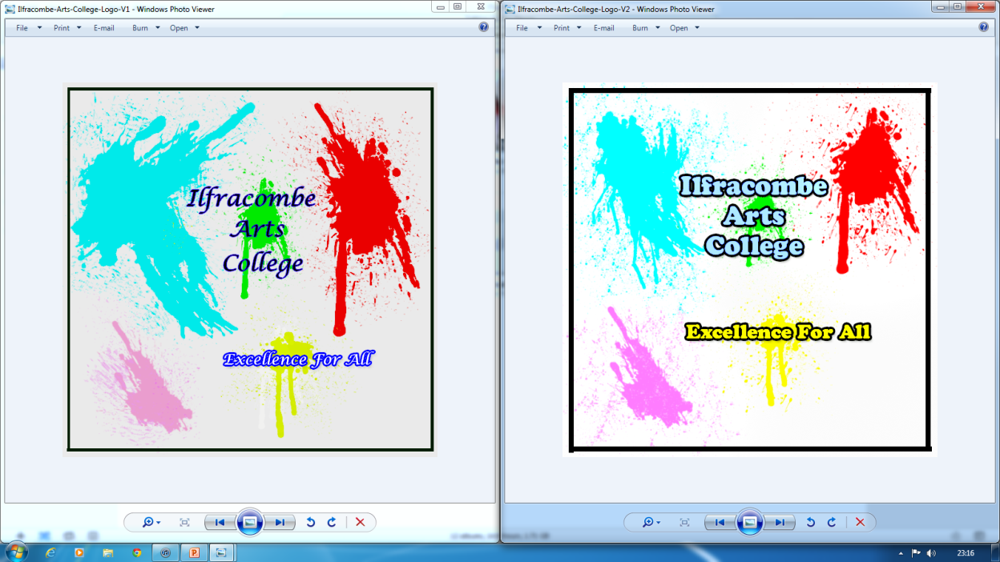 Ilfracombe-Arts-College-Logo-V1 - Windows Photo Viewer
File Print E-mail Burn Open
Ilfracombe
Arts
College
Excellence For All
Ilfracombe-Arts-College-Logo-V2 - Windows Photo Viewer
File Print E-mail Burn Open
Ilfracombe
Arts
College
Excellence For All
23:16